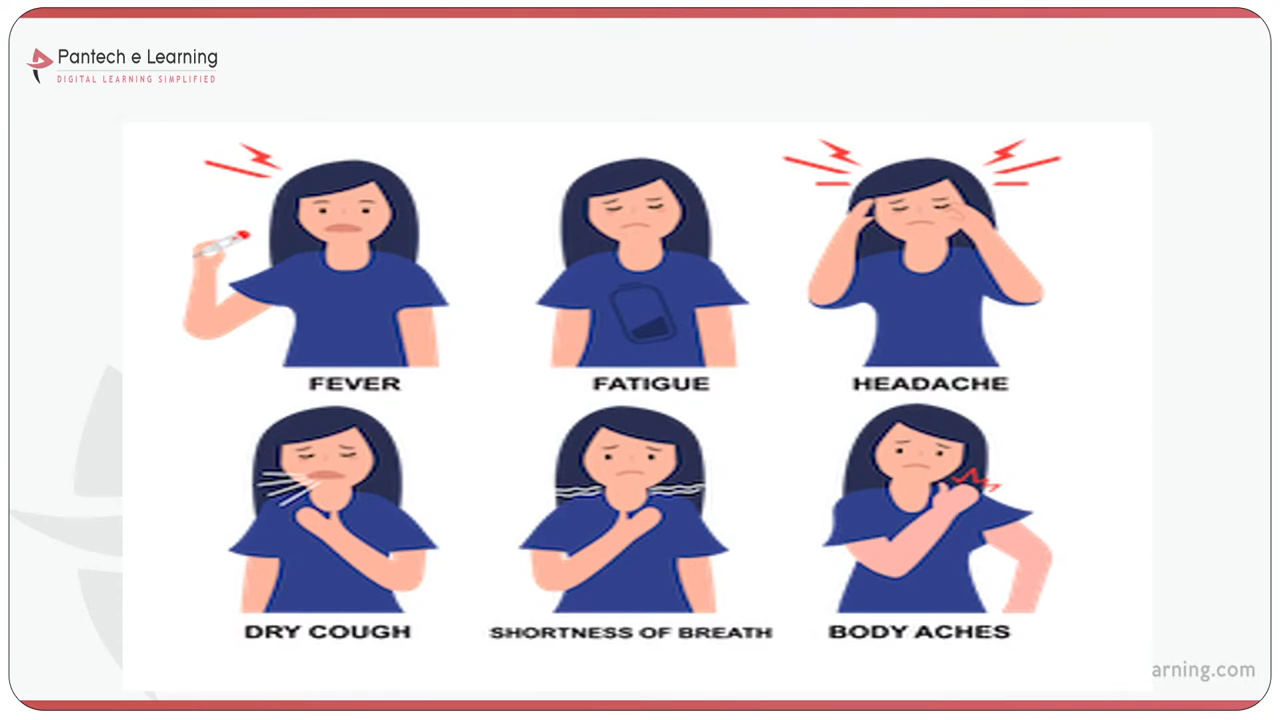 Pantech e Learning
DIGITAL LEARNING SIMPLIFIED
FEVER
FATIGUE
HEADACHE
DRY COUGH
SHORTNESS OF BREATH
BODY ACHES
arning.com